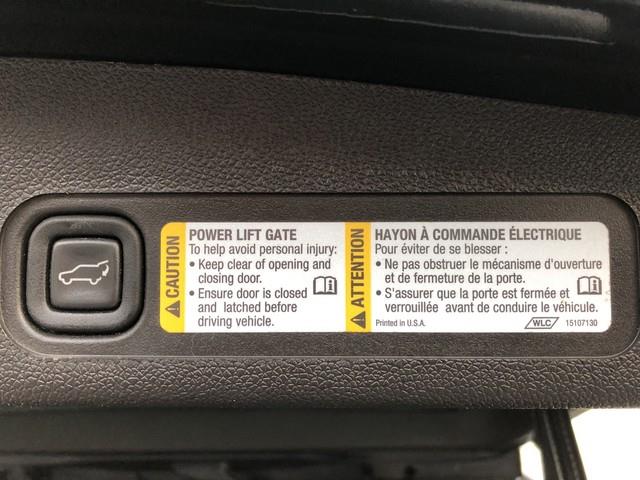 CAUTION
POWER LIFT GATE
To help avoid personal injury:
• Keep clear of opening and
closing door.
• Ensure door is closed
and latched before
driving vehicle.
ATTENTION
HAYON À COMMANDE ÉLECTRIQUE
Pour éviter de se blesser :
• Ne pas obstruer le mécanisme d'ouverture
et de fermeture de la porte.
• S'assurer que la porte est fermée et
verrouillée avant de conduire le véhicule.
Printed in U.S.A. WLC 15107130